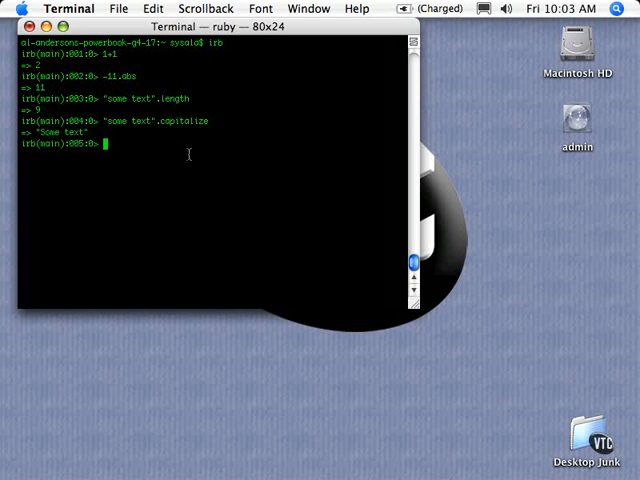 Terminal File Edit Scrollback Font Window Help (Charged) Fri 10:03 AM
Terminal — ruby — 80x24
al-andersons-powerbook-g4-17:~ sysala$ irb
irb(main):001:0> 1+1
=> 2
irb(main):002:0> -11.abs
=> 11
irb(main):003:0> "some text".length
=> 9
irb(main):004:0> "some text".capitalize
=> "Some text"
irb(main):005:0>
Macintosh HD
admin
VTC
Desktop Junk